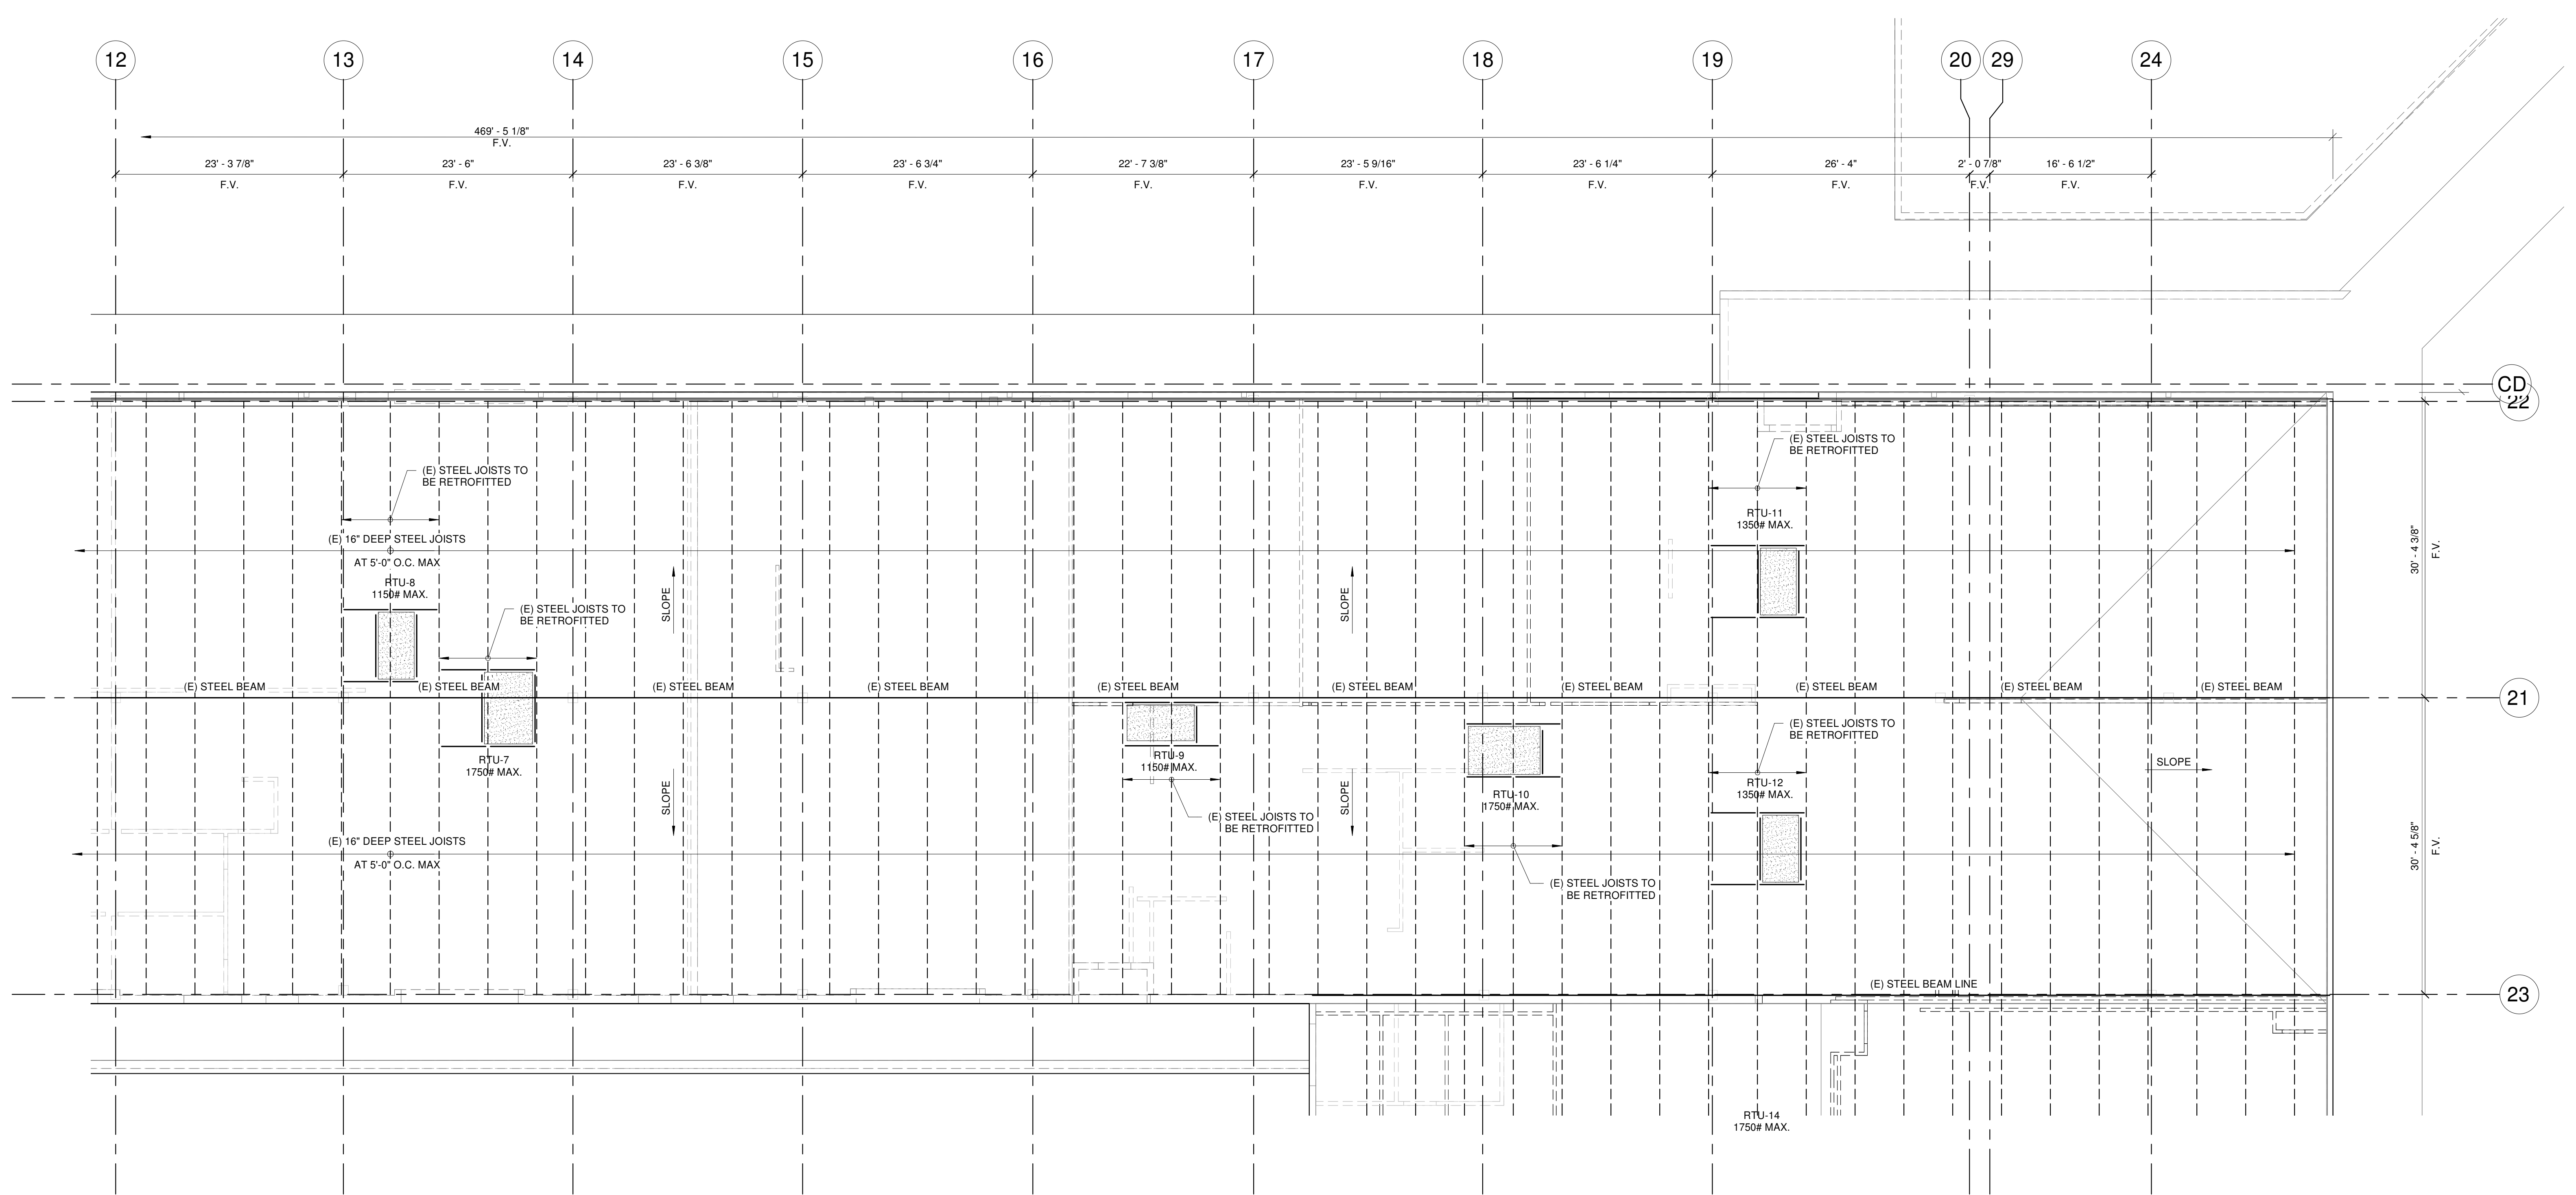 12
13
14
15
16
17
18
19
20
29
24
469' - 5 1/8"
F.V.
23' - 3 7/8"
F.V.
23' - 6"
F.V.
23' - 6 3/8"
F.V.
23' - 6 3/4"
F.V.
22' - 7 3/8"
F.V.
23' - 5 9/16"
F.V.
23' - 6 1/4"
F.V.
26' - 4"
F.V.
2' - 0 7/8"
F.V.
16' - 6 1/2"
F.V.
CD
22
(E) STEEL JOISTS TO
BE RETROFITTED
(E) STEEL JOISTS TO
BE RETROFITTED
RTU-11
1350# MAX.
(E) 16" DEEP STEEL JOISTS
AT 5'-0" O.C. MAX
RTU-8
1150# MAX.
(E) STEEL JOISTS TO
BE RETROFITTED
SLOPE
SLOPE
30' - 4 3/8"
F.V.
(E) STEEL BEAM
(E) STEEL BEAM
(E) STEEL BEAM
(E) STEEL BEAM
(E) STEEL BEAM
(E) STEEL BEAM
(E) STEEL BEAM
(E) STEEL BEAM
(E) STEEL BEAM
(E) STEEL BEAM
21
(E) STEEL JOISTS TO
BE RETROFITTED
RTU-7
1750# MAX.
RTU-9
1150# MAX.
SLOPE
SLOPE
SLOPE
RTU-10
1750# MAX.
RTU-12
1350# MAX.
(E) STEEL JOISTS TO
BE RETROFITTED
(E) 16" DEEP STEEL JOISTS
AT 5'-0" O.C. MAX
30' - 4 5/8"
F.V.
(E) STEEL JOISTS TO
BE RETROFITTED
(E) STEEL BEAM LINE
23
RTU-14
1750# MAX.